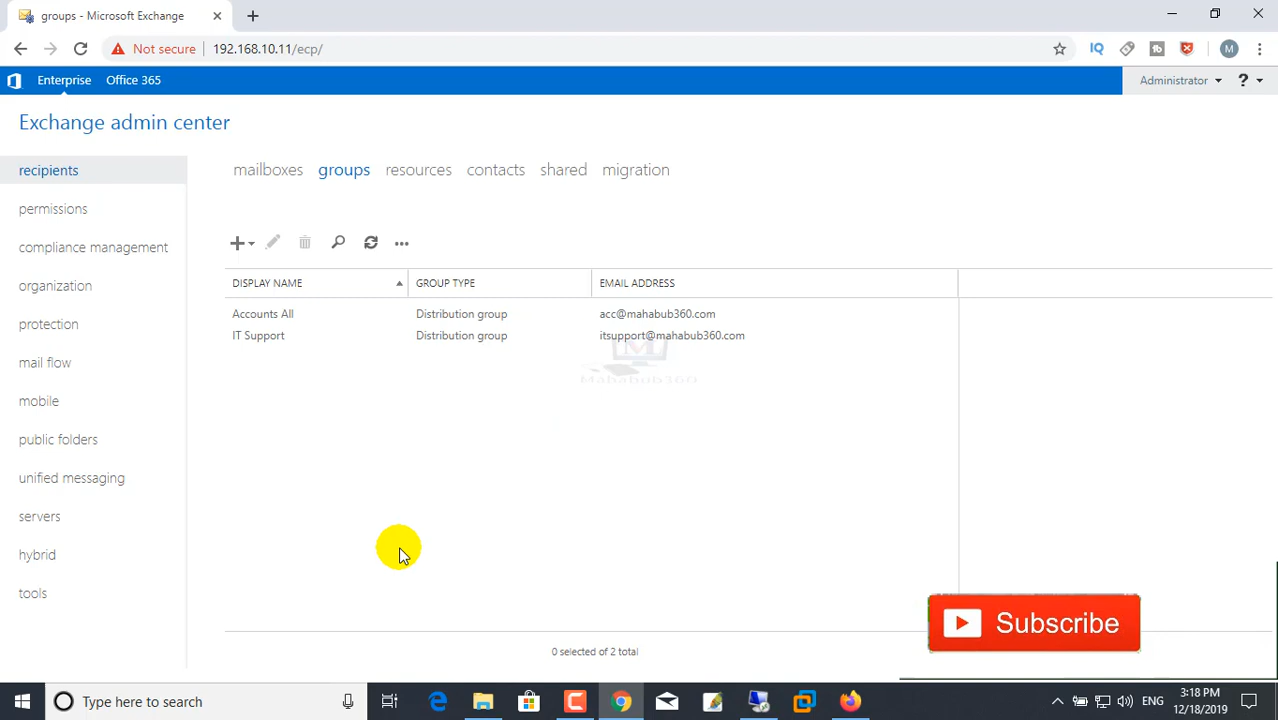 groups - Microsoft Exchange
Not secure 192.168.10.11/ecp/
IQ
M
Enterprise Office 365
Administrator ?
Exchange admin center
recipients
permissions
compliance management
organization
protection
mail flow
mobile
public folders
unified messaging
servers
hybrid
tools
mailboxes groups resources contacts shared migration
DISPLAY NAME GROUP TYPE EMAIL ADDRESS
Accounts All Distribution group acc@mahabub360.com
IT Support Distribution group itsupport@mahabub360.com
Mahabub360
0 selected of 2 total
Subscribe
Type here to search
ENG
3:18 PM
12/18/2019